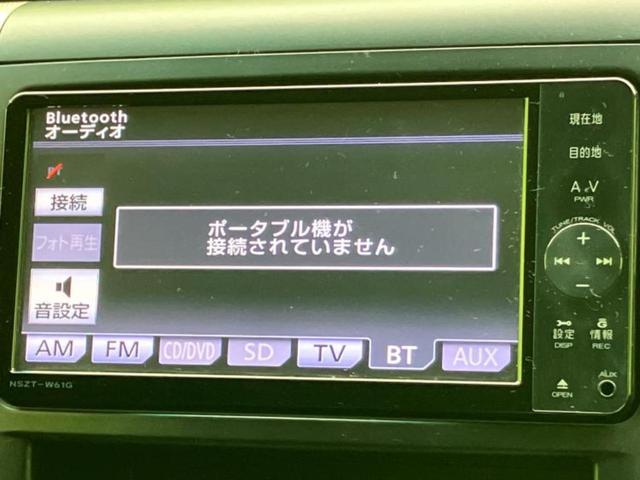 Bluetooth
オーディオ
接続
フォト再生
音設定
ポータブル機が
接続されていません
AM
FM
CD/DVD
SD
TV
BT
AUX
NSZT-W61G
現在地
目的地
AV
PWR
TUNE/TRACK VOL
+
−
設定
DISP
情報
REC
OPEN
AUX